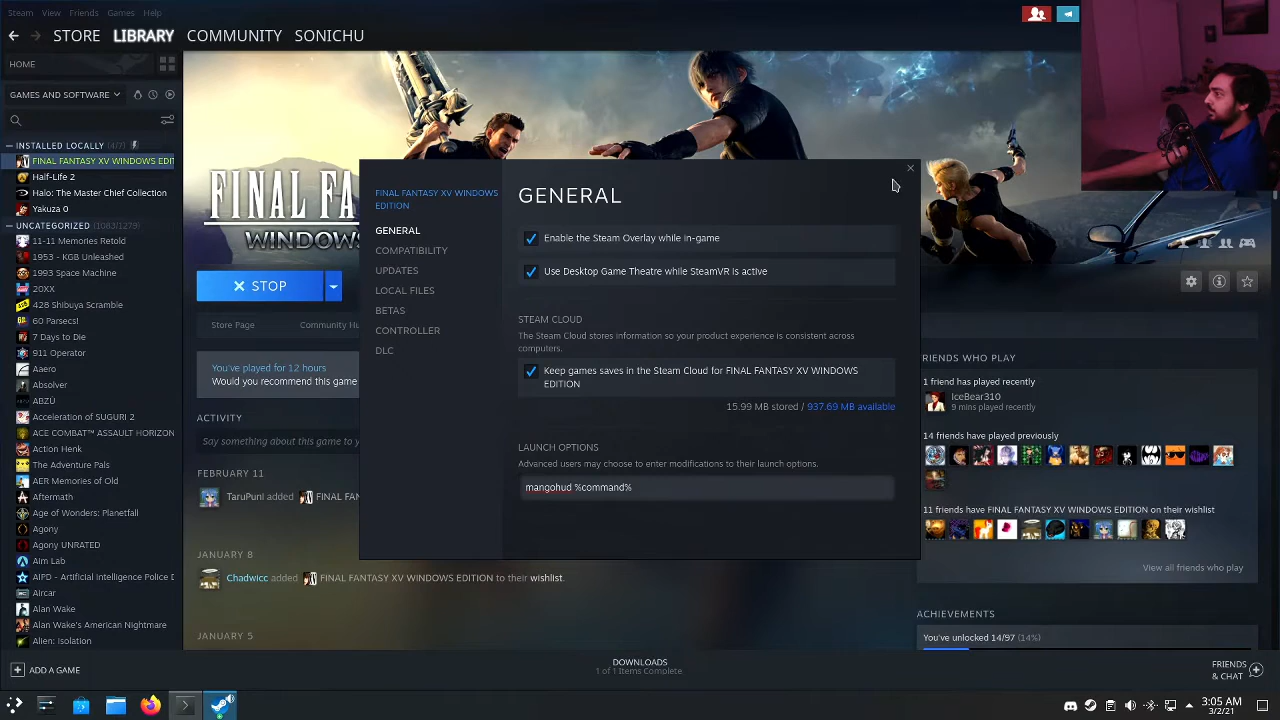 Steam View Friends Games Help
STORE LIBRARY COMMUNITY SONICHU
HOME
GAMES AND SOFTWARE
INSTALLED LOCALLY (4/7)
FINAL FANTASY XV WINDOWS EDI
Half-Life 2
Halo: The Master Chief Collection
Yakuza 0
UNCATEGORIZED (1083/1279)
11-11 Memories Retold
1953 - KGB Unleashed
1993 Space Machine
20XX
428 Shibuya Scramble
60 Parsecs!
7 Days to Die
911 Operator
Aaero
Absolver
ABZÛ
Acceleration of SUGURI 2
ACE COMBAT™ ASSAULT HORIZON
Action Henk
The Adventure Pals
AER Memories of Old
Aftermath
Age of Wonders III
Agony
Agony UNRATED
Aim Lab
AIPD - Artificial Intelligence Police D
Aircar
Alan Wake
Alan Wake's American Nightmare
Alien: Isolation
FINAL FA
WINDOWS
STOP
Store Page Community Hu
You've played for 12 hours
Would you recommend this game
ACTIVITY
Say something about this game to y
FEBRUARY 11
TaruPuni added FINAL FAN
JANUARY 8
Chadwicc added FINAL FANTASY XV WINDOWS EDITION to their wishlist.
JANUARY 5
FINAL FANTASY XV WINDOWS
EDITION
GENERAL
COMPATIBILITY
UPDATES
LOCAL FILES
BETAS
CONTROLLER
DLC
GENERAL
Enable the Steam Overlay while in-game
Use Desktop Game Theatre while SteamVR is active
STEAM CLOUD
The Steam Cloud stores information so your product experience is consistent across
computers.
Keep games saves in the Steam Cloud for FINAL FANTASY XV WINDOWS
EDITION
15.99 MB stored / 937.69 MB available
LAUNCH OPTIONS
Advanced users may choose to enter modifications to their launch options.
mangohud %command%
FRIENDS WHO PLAY
1 friend has played recently
IceBear310
9 mins played recently
14 friends have played previously
11 friends have FINAL FANTASY XV WINDOWS EDITION on their wishlist
View all friends who play
ACHIEVEMENTS
You've unlocked 14/97 (14%)
ADD A GAME
DOWNLOADS
1 of 1 Items Complete
FRIENDS
& CHAT
3:05 AM
3/2/21